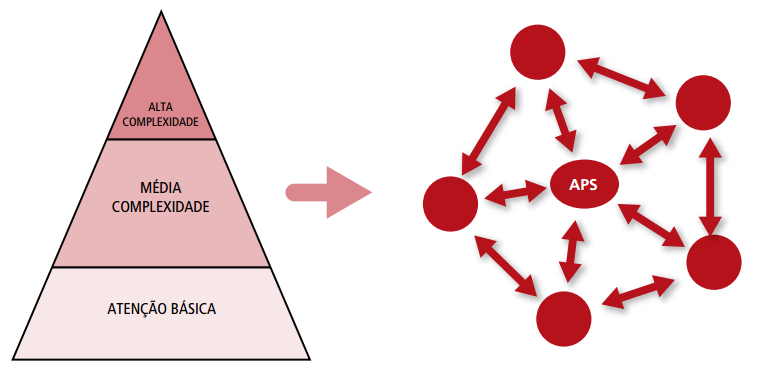 ALTA
COMPLEXIDADE
MÉDIA
COMPLEXIDADE
ATENÇÃO BÁSICA
APS